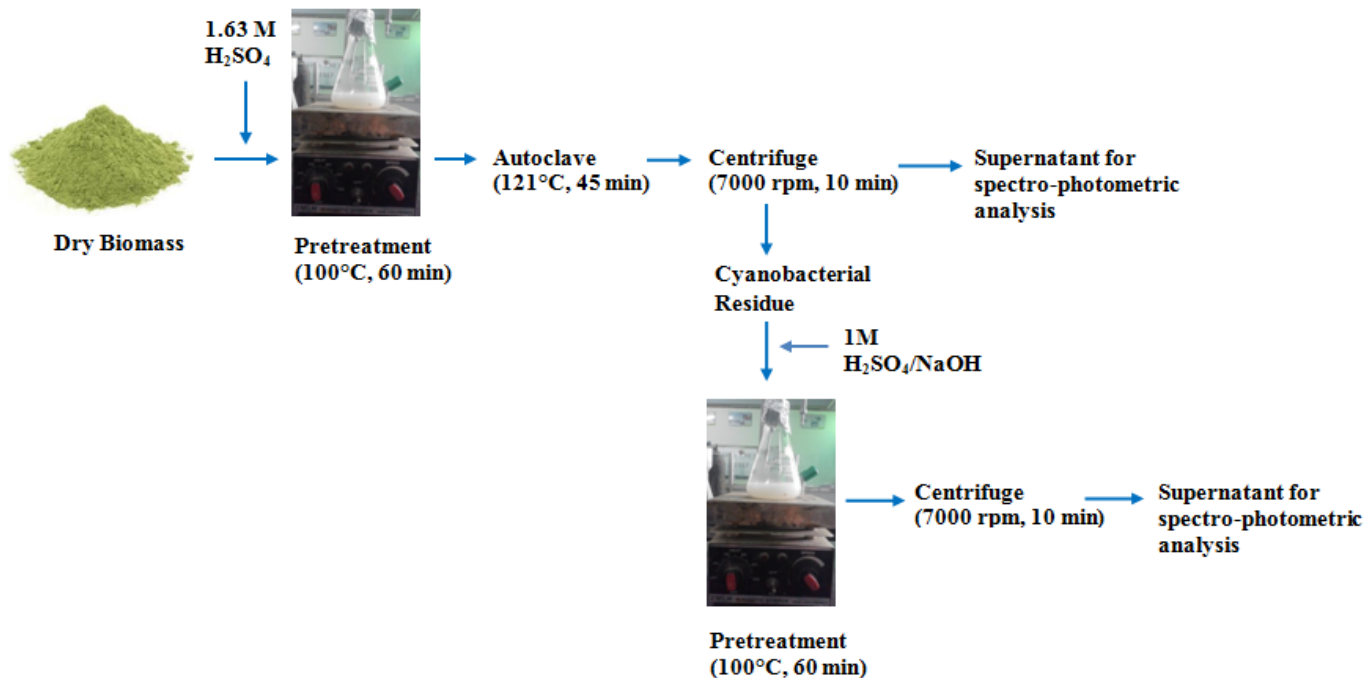 1.63 M
H₂SO₄
Autoclave
(121°C, 45 min)
Centrifuge
(7000 rpm, 10 min)
Supernatant for
spectro-photometric
analysis
Dry Biomass
Pretreatment
(100°C, 60 min)
Cyanobacterial
Residue
1M
H₂SO₄/NaOH
Centrifuge
(7000 rpm, 10 min)
Supernatant for
spectro-photometric
analysis
Pretreatment
(100°C, 60 min)